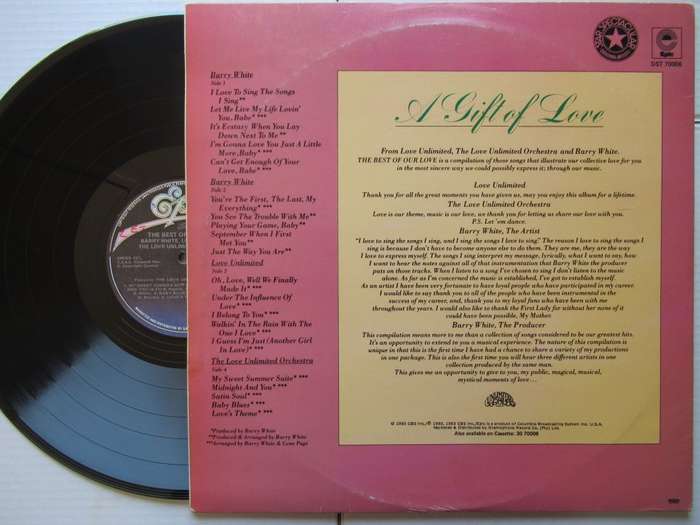 Barry White
Side 1
I Love To Sing The Songs
I Sing**
Let Me Live My Life Lovin'
You, Babe* ***
It's Ecstasy When You Lay
Down Next To Me **
I'm Gonna Love You Just A Little
More, Baby* ***
Can't Get Enough Of Your
Love, Babe* ***
Barry White
Side 2
You're The First, The Last, My
Everything* ***
You See The Trouble With Me**
Playing Your Game, Baby**
September When I First
Met You**
Just The Way You Are**
Love Unlimited
Side 3
Oh, Love, Well We Finally
Made It* ***
Under The Influence Of
Love* ***
I Belong To You* ***
Walkin' In The Rain With The
One I Love* ***
I Guess I'm Just (Another Girl
In Love)* ***
The Love Unlimited Orchestra
Side 4
My Sweet Summer Suite* ***
Midnight And You* ***
Satin Soul* ***
Baby Blues* ***
Love's Theme* ***
*Produced by Barry White
**Produced & Arranged by Barry White
***Arranged by Barry White & Gene Page
STAR SPECTACULAR
Epic
DST 70006
A Gift of Love
From Love Unlimited, The Love Unlimited Orchestra and Barry White.
THE BEST OF OUR LOVE is a compilation of those songs that illustrate our collective love for you
in the most sincere way we could possibly express it; through our music.
Love Unlimited
Thank you for all the great moments you have given us, may you enjoy this album for a lifetime.
The Love Unlimited Orchestra
Love is our theme, music is our love, we thank you for letting us share our love with you.
P.S. Let 'em dance.
Barry White, The Artist
"I love to sing the songs I sing, and I sing the songs I love to sing." The reason I love to sing the songs I
sing is because I don't have to become anyone else to do them. They are me, they are the way
I love to express myself. The songs I sing interpret my message, lyrically, what I want to say, how
I want to portray the notes against all of that instrumentation that Barry White the producer
puts on those tracks. When I listen to a song I've chosen to sing I don't listen to the music
alone. As far as I'm concerned the music is established, I've got to establish myself.
As an artist I have been very fortunate to have loyal people who have participated in my career.
I would like to say thank you to all of the people who have been instrumental in the
success of my career, and, thank you to my loyal fans who have been with me
throughout the years. I would also like to thank the First Lady for without her none of it
could have been possible, My Mother.
Barry White, The Producer
This compilation means more to me than a collection of songs considered to be our greatest hits.
It's an opportunity to extend to you a musical experience. The nature of this compilation is
unique in that this is the first time I have had a chance to share a variety of my productions
in one package. This is also the first time you will hear three different artists in one
collection produced by the same man.
This gives me an opportunity to give to you, my public, magical, musical,
mystical moments of love...
UNLIMITED GOLD
Also available on Cassette: 3G 70006
Epic
THE BEST OF
BARRY WHITE, L
THE LOVE UNLIM